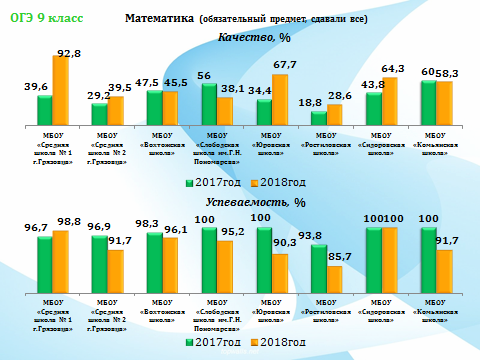 ОГЭ 9 класс
Математика (обязательный предмет, сдавали все)
Качество, %
39,6 92,8 29,2 39,5 47,5 45,5 56 38,1 34,4 67,7 18,8 28,6 43,8 64,3 60 58,3
МБОУ «Средняя школа № 1 г.Грязовца»
МБОУ «Средняя школа № 2 г.Грязовца»
МБОУ «Вохтожская школа»
МБОУ «Слободская школа им.Г.Н. Пономарева»
МБОУ «Юровская школа»
МБОУ «Ростиловская школа»
МБОУ «Сидоровская школа»
МБОУ «Комьянская школа»
2017год 2018год
Успеваемость, %
96,7 98,8 96,9 91,7 98,3 96,1 100 95,2 100 90,3 93,8 85,7 100 100 100 91,7
МБОУ «Средняя школа № 1 г.Грязовца»
МБОУ «Средняя школа № 2 г.Грязовца»
МБОУ «Вохтожская школа»
МБОУ «Слободская школа им.Г.Н. Пономарева»
МБОУ «Юровская школа»
МБОУ «Ростиловская школа»
МБОУ «Сидоровская школа»
МБОУ «Комьянская школа»
2017год 2018год